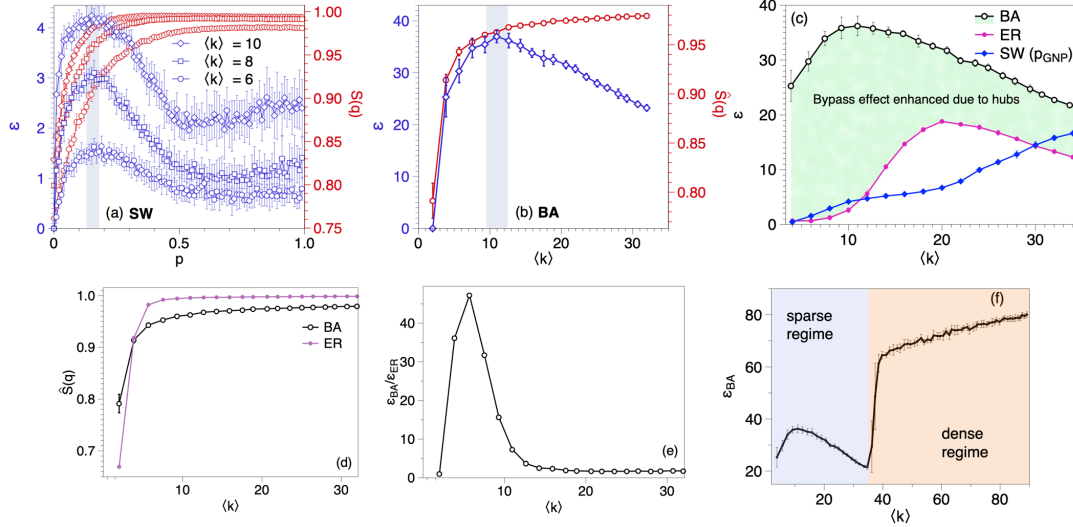 4
3
2
1
0
ε
0
0.5
1.0
p
1.00
0.95
0.90
0.85
0.80
0.75
S(q)
⟨k⟩ = 10
⟨k⟩ = 8
⟨k⟩ = 6
(a) SW
40
30
20
10
0
ε
0
10
20
30
⟨k⟩
0.95
0.90
0.85
0.80
Ŝ(q)
(b) BA
(c)
BA
ER
SW (pGNP)
Bypass effect enhanced due to hubs
40
30
20
10
0
ε
10
20
30
⟨k⟩
1.0
0.9
0.8
0.7
Ŝ(q)
BA
ER
(d)
10
20
30
⟨k⟩
40
30
20
10
0
εBA/εER
(e)
10
20
30
⟨k⟩
80
60
40
20
εBA
sparse
regime
(f)
dense
regime
20
40
60
80
⟨k⟩